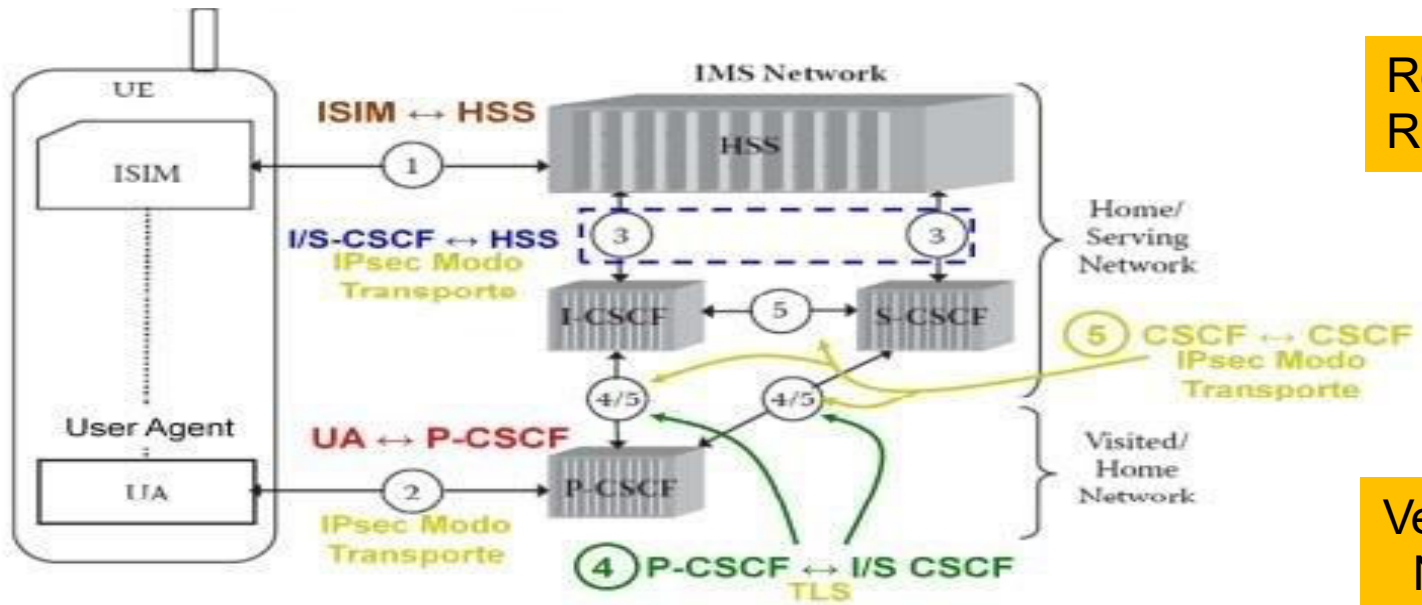 IMS Network
UE
ISIM ↔ HSS
HSS
1
ISIM
Home/
Serving
Network
I/S-CSCF ↔ HSS
3
3
IPsec Modo
Transporte
I-CSCF
5
S-CSCF
5 CSCF ↔ CSCF
IPsec Modo
Transporte
4/5
4/5
User Agent
UA ↔ P-CSCF
Visited/
Home
Network
UA
2
P-CSCF
IPsec Modo
Transporte
4 P-CSCF ↔ I/S CSCF
TLS